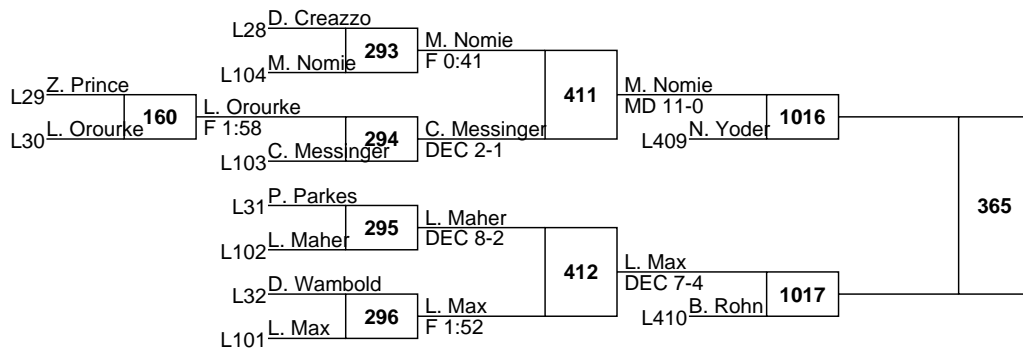 L28 D. Creazzo
293
M. Nomie
F 0:41
L104 M. Nomie
L29 Z. Prince
160
L. Orourke
F 1:58
L30 L. Orourke
294
C. Messinger
DEC 2-1
L103 C. Messinger
411
M. Nomie
MD 11-0
1016
L409 N. Yoder
L31 P. Parkes
295
L. Maher
DEC 8-2
L102 L. Maher
412
L. Max
DEC 7-4
1017
L410 B. Rohn
L32 D. Wambold
296
L. Max
F 1:52
L101 L. Max
365